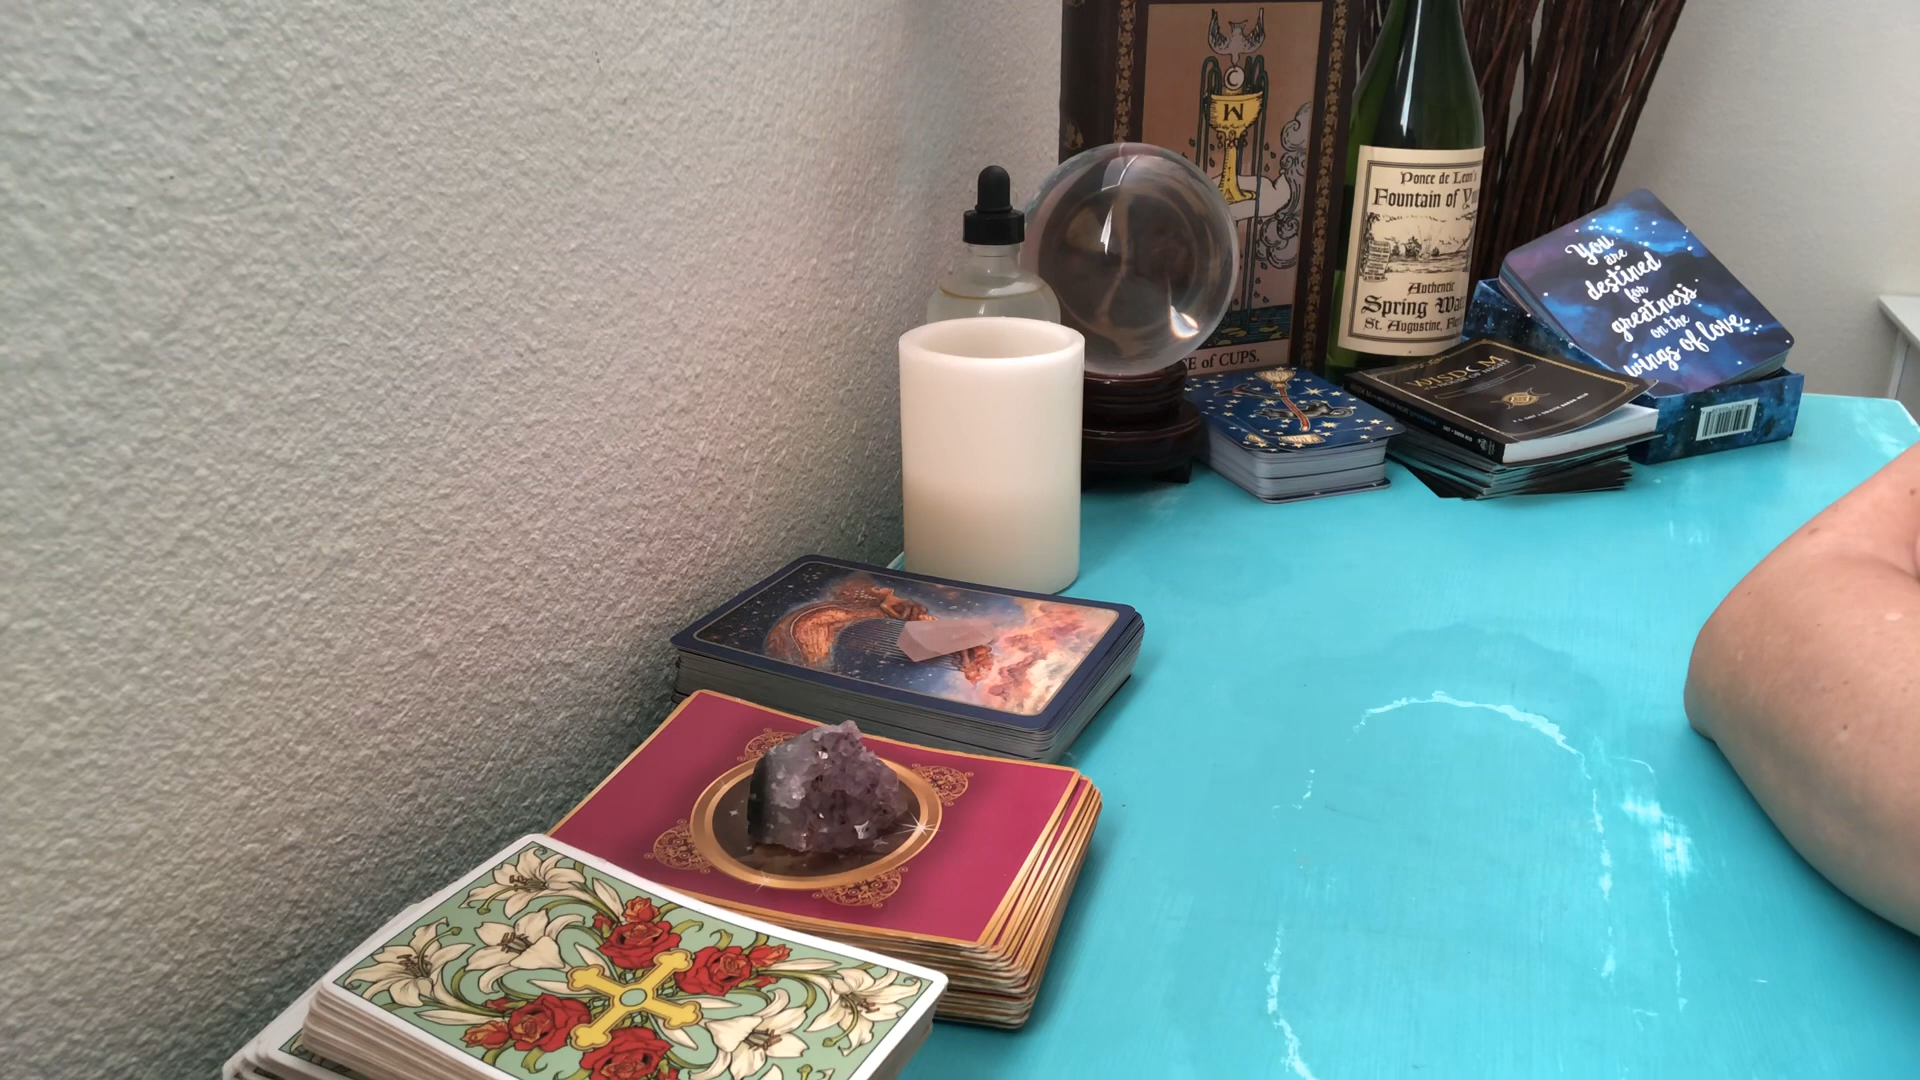 W
SE of CUPS.
Ponce de Leon's
Fountain of
Authentic
Spring
St. Augustine,
You
are
destined
for
greatness
on the
wings of love.
WISDOM